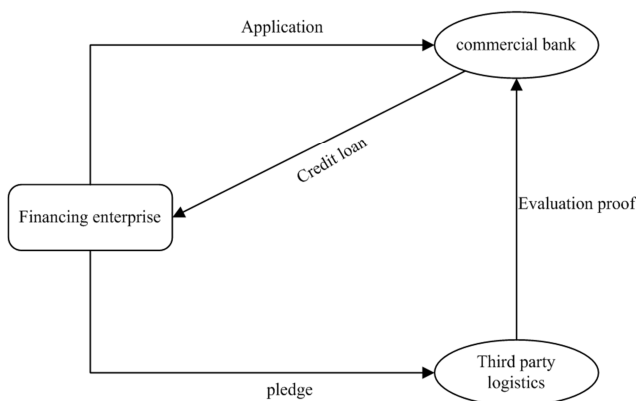 Application
commercial bank
Credit loan
Financing enterprise
Evaluation proof
Third party
logistics
pledge